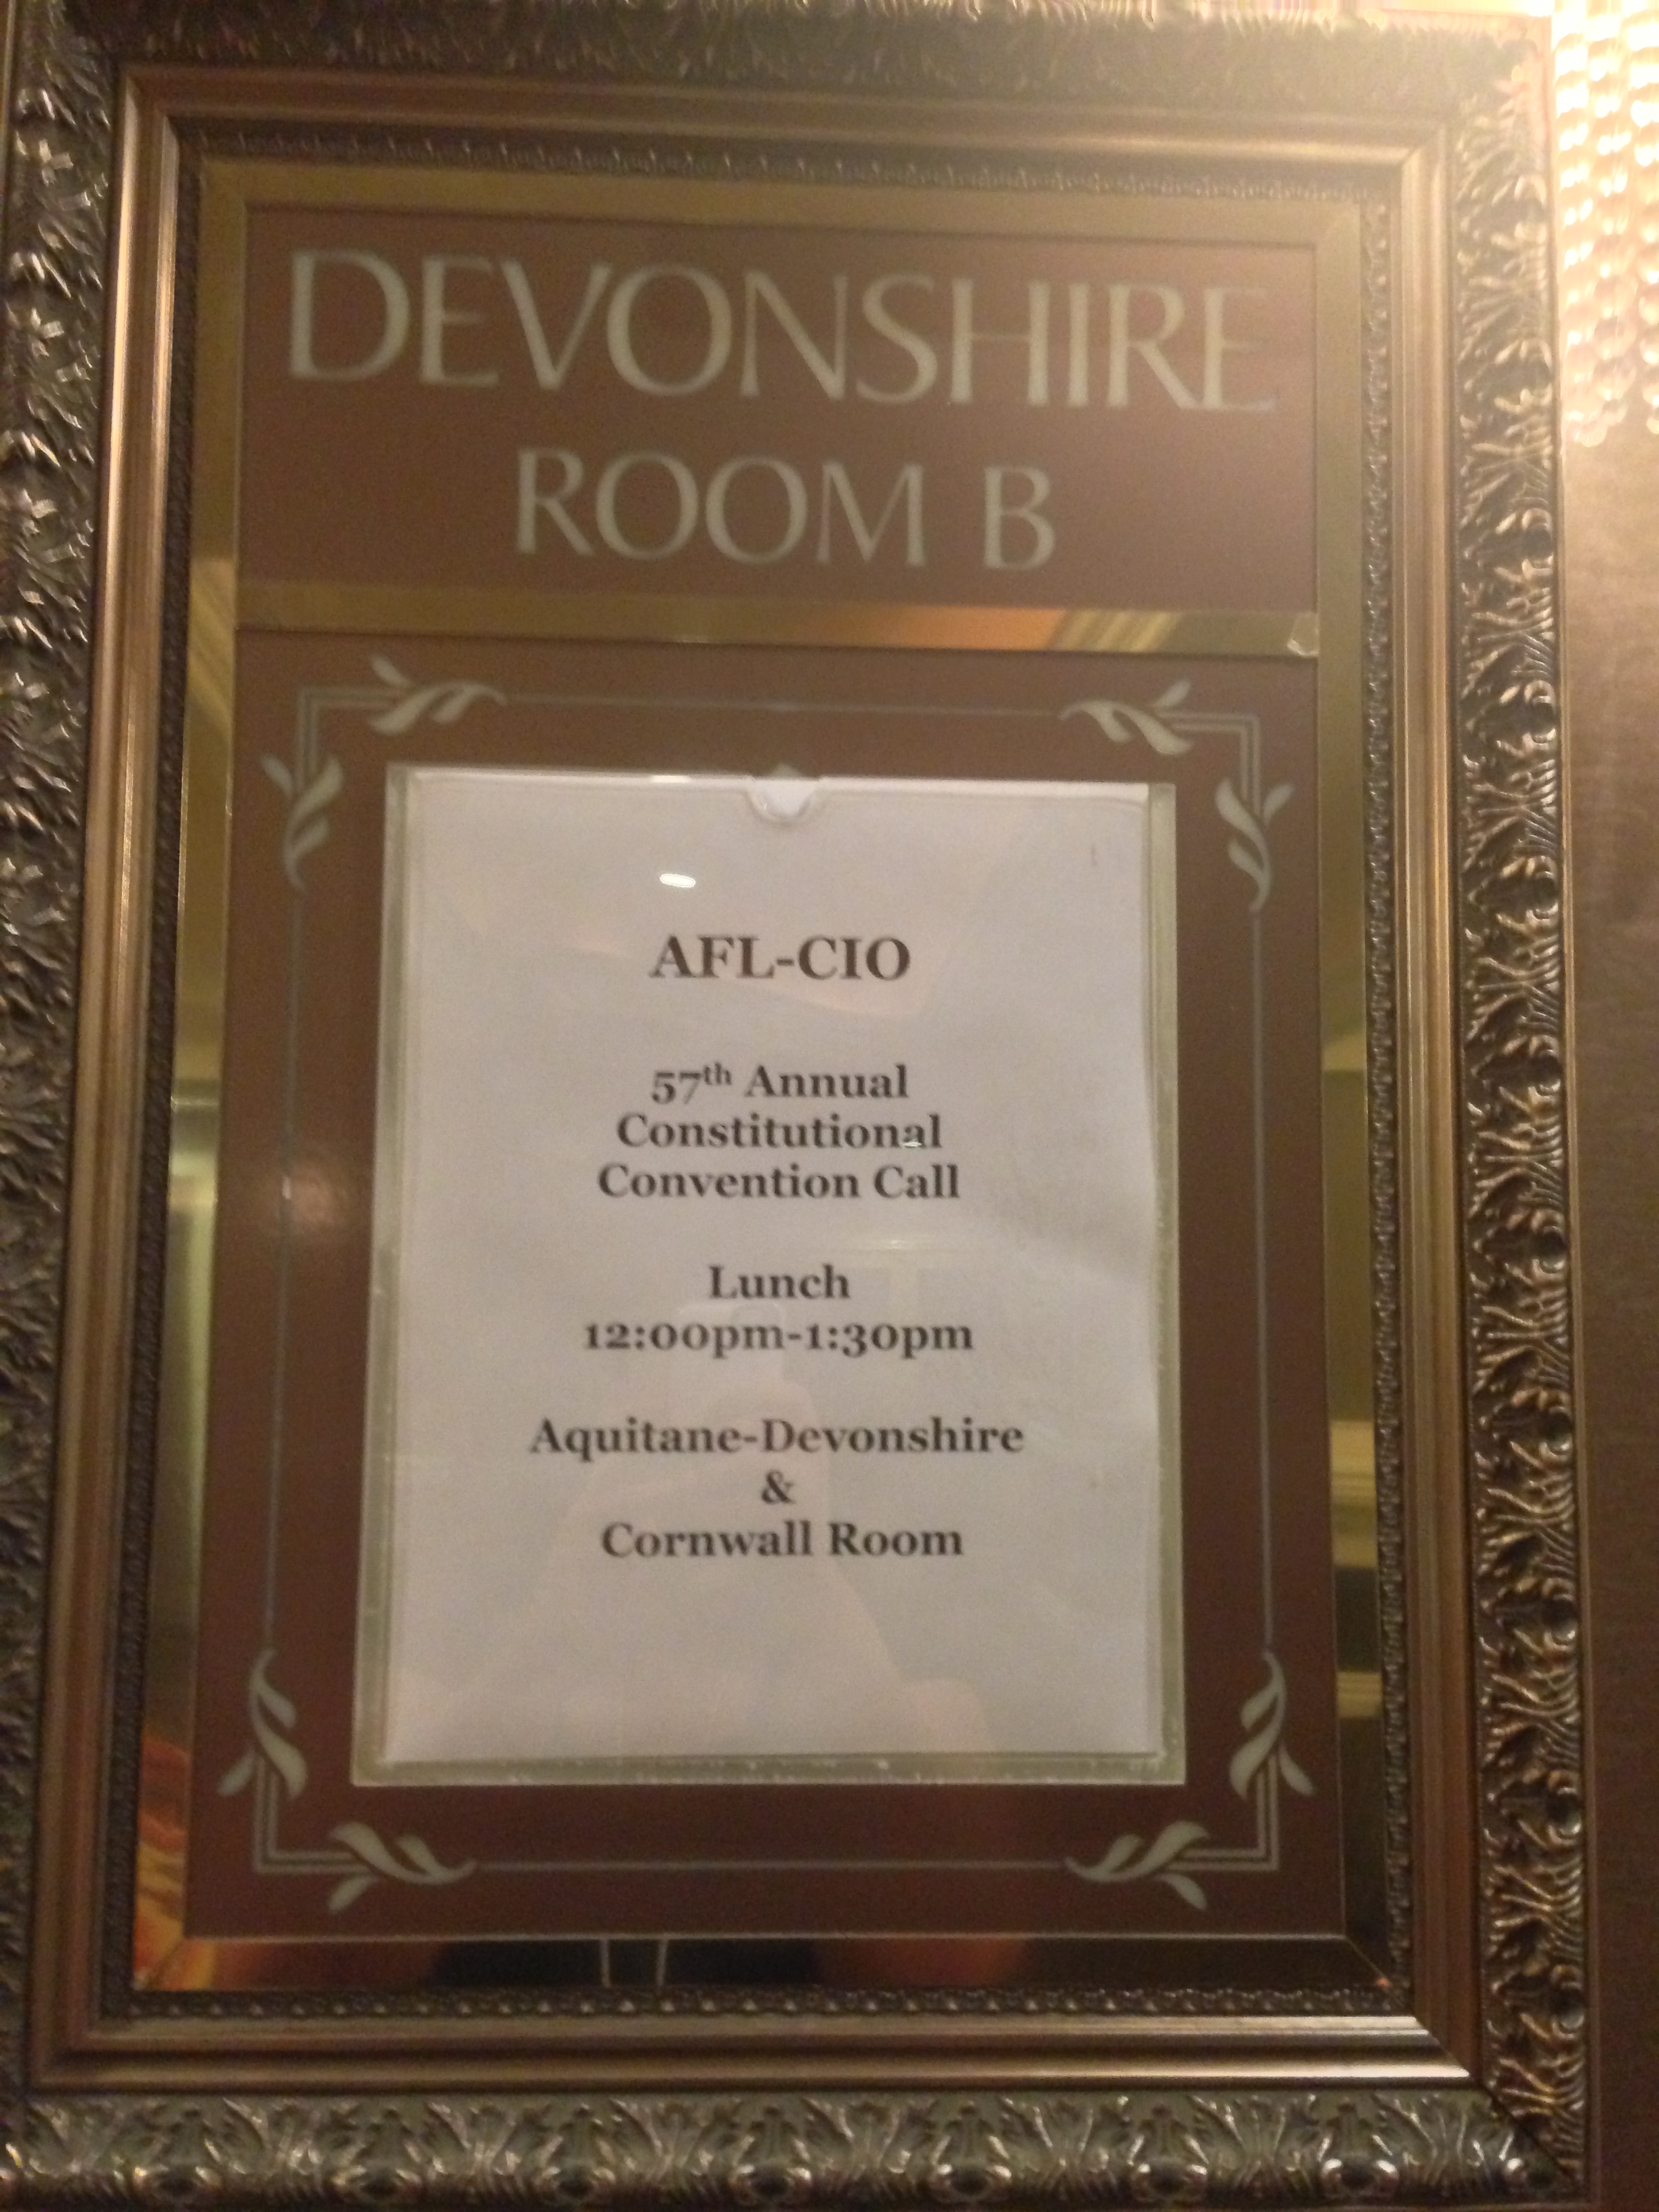 DEVONSHIRE
ROOM B
AFL-CIO
57th Annual
Constitutional
Convention Call
Lunch
12:00pm-1:30pm
Aquitane-Devonshire
&
Cornwall Room